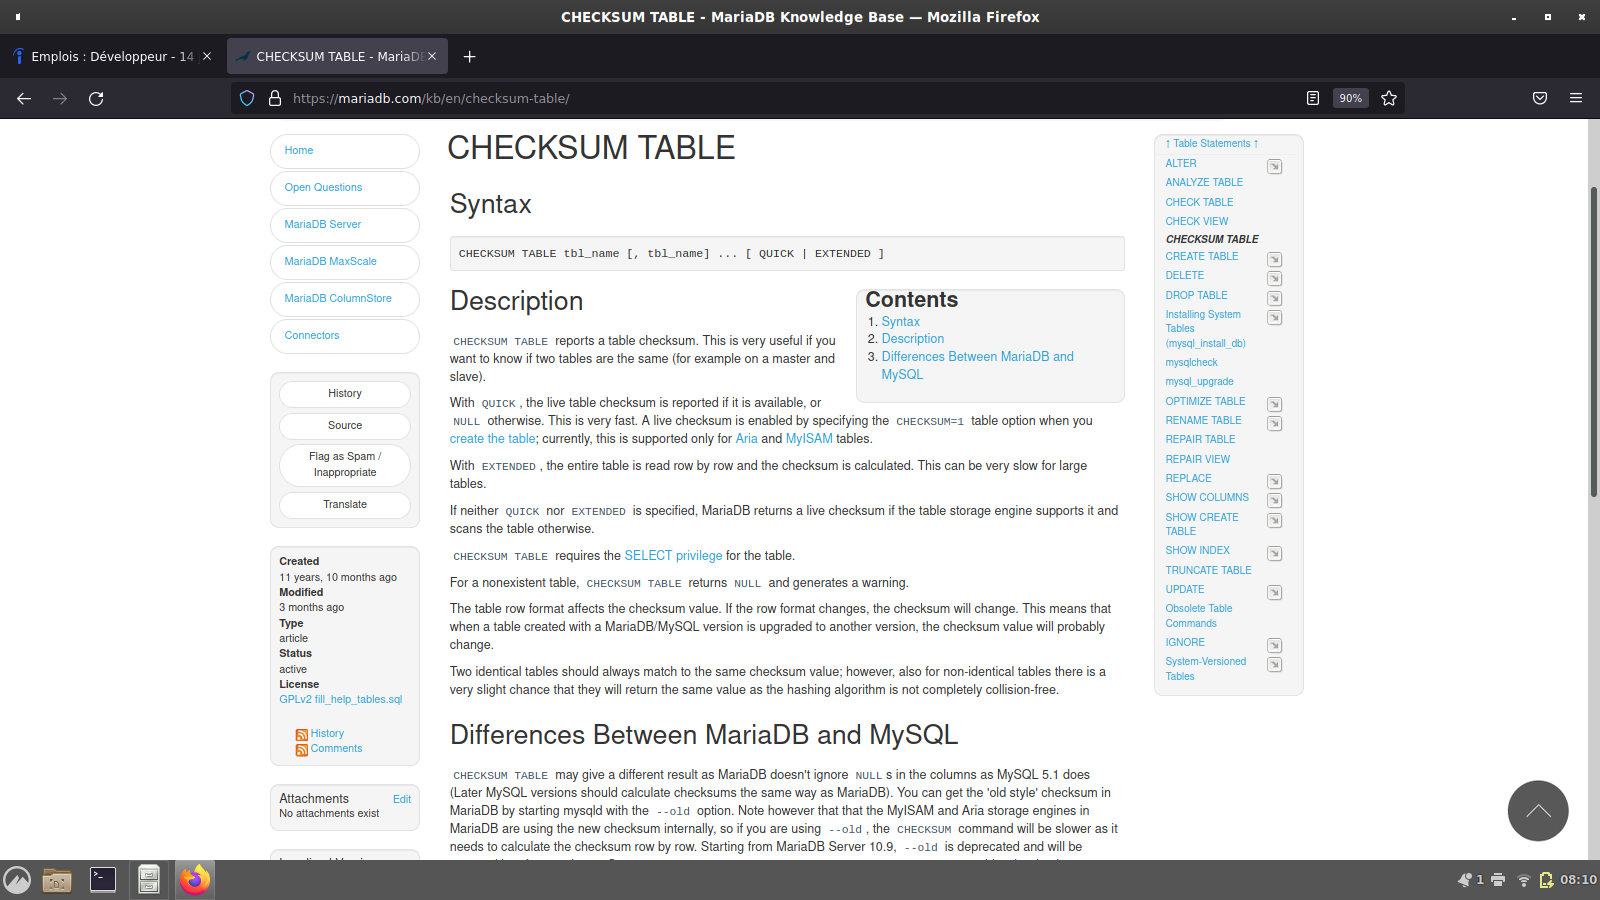 CHECKSUM TABLE - MariaDB Knowledge Base — Mozilla Firefox
Emplois : Développeur - 14
CHECKSUM TABLE - MariaDB
https://mariadb.com/kb/en/checksum-table/
90%
Home
Open Questions
MariaDB Server
MariaDB MaxScale
MariaDB ColumnStore
Connectors
History
Source
Flag as Spam /
Inappropriate
Translate
Created
11 years, 10 months ago
Modified
3 months ago
Type
article
Status
active
License
GPLv2 fill_help_tables.sql
History
Comments
Attachments
Edit
No attachments exist
CHECKSUM TABLE
Syntax
CHECKSUM TABLE tbl_name [, tbl_name] ... [ QUICK | EXTENDED ]
Description
Contents
1. Syntax
2. Description
3. Differences Between MariaDB and
MySQL
CHECKSUM TABLE reports a table checksum. This is very useful if you
want to know if two tables are the same (for example on a master and
slave).
With QUICK, the live table checksum is reported if it is available, or
NULL otherwise. This is very fast. A live checksum is enabled by specifying the CHECKSUM=1 table option when you
create the table; currently, this is supported only for Aria and MyISAM tables.
With EXTENDED, the entire table is read row by row and the checksum is calculated. This can be very slow for large
tables.
If neither QUICK nor EXTENDED is specified, MariaDB returns a live checksum if the table storage engine supports it and
scans the table otherwise.
CHECKSUM TABLE requires the SELECT privilege for the table.
For a nonexistent table, CHECKSUM TABLE returns NULL and generates a warning.
The table row format affects the checksum value. If the row format changes, the checksum will change. This means that
when a table created with a MariaDB/MySQL version is upgraded to another version, the checksum value will probably
change.
Two identical tables should always match to the same checksum value; however, also for non-identical tables there is a
very slight chance that they will return the same value as the hashing algorithm is not completely collision-free.
Differences Between MariaDB and MySQL
CHECKSUM TABLE may give a different result as MariaDB doesn't ignore NULLs in the columns as MySQL 5.1 does
(Later MySQL versions should calculate checksums the same way as MariaDB). You can get the 'old style' checksum in
MariaDB by starting mysqld with the --old option. Note however that that the MyISAM and Aria storage engines in
MariaDB are using the new checksum internally, so if you are using --old, the CHECKSUM command will be slower as it
needs to calculate the checksum row by row. Starting from MariaDB Server 10.9, --old is deprecated and will be
↑ Table Statements ↑
ALTER
ANALYZE TABLE
CHECK TABLE
CHECK VIEW
CHECKSUM TABLE
CREATE TABLE
DELETE
DROP TABLE
Installing System
Tables
(mysql_install_db)
mysqlcheck
mysql_upgrade
OPTIMIZE TABLE
RENAME TABLE
REPAIR TABLE
REPAIR VIEW
REPLACE
SHOW COLUMNS
SHOW CREATE
TABLE
SHOW INDEX
TRUNCATE TABLE
UPDATE
Obsolete Table
Commands
IGNORE
System-Versioned
Tables
1
08:10